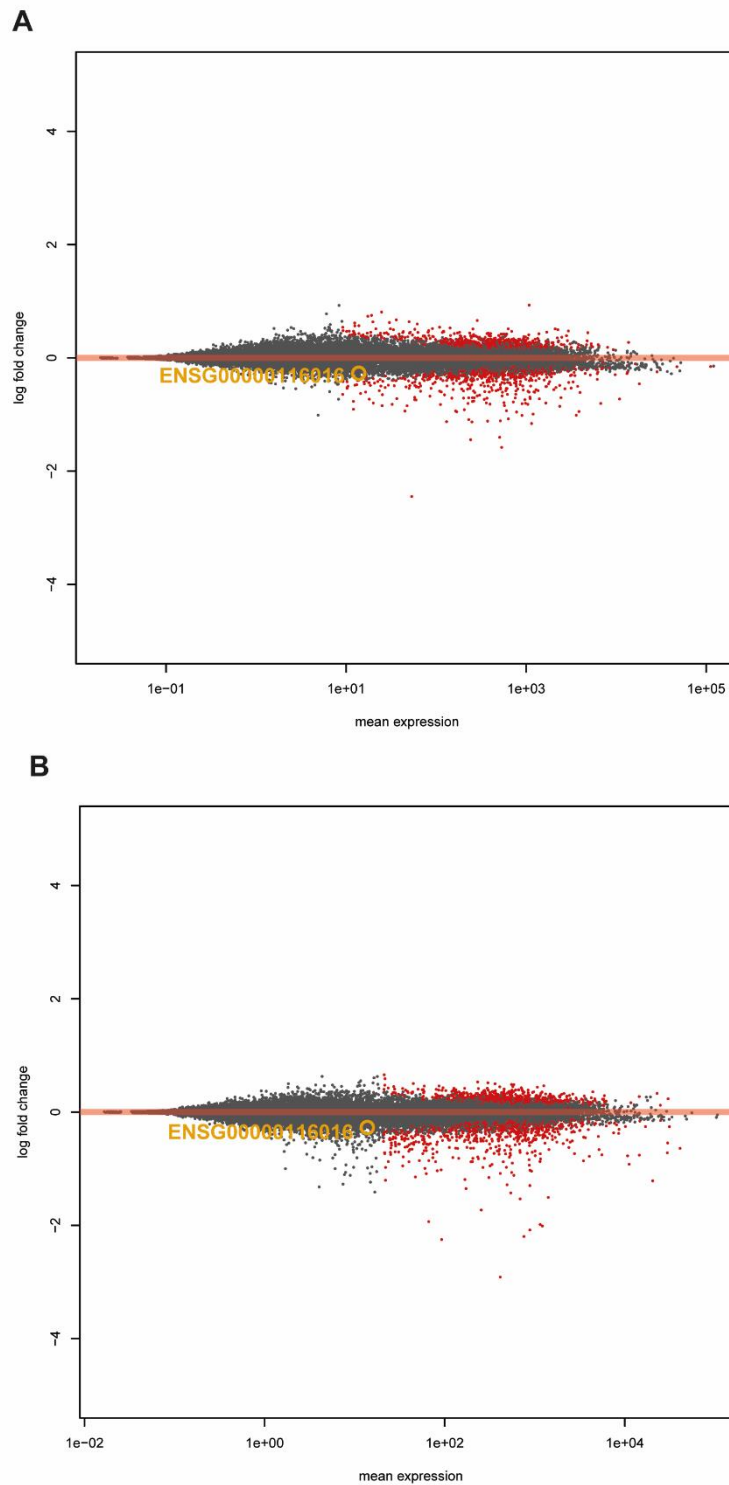 A
4
2
0
-2
-4
log fold change
ENSG00000116016
1e-01
1e+01
1e+03
1e+05
mean expression
B
4
2
0
-2
-4
log fold change
ENSG00000116016
1e-02
1e+00
1e+02
1e+04
mean expression